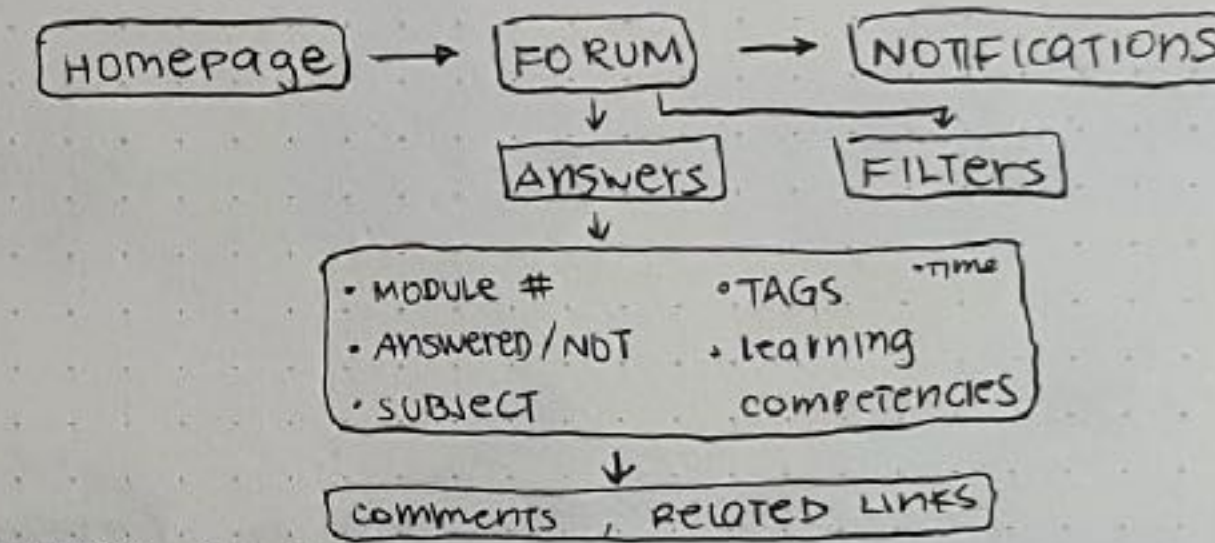 Homepage → FORUM → NOTIFICATIONS
Answers FILTERS
• MODULE # • TAGS • TIME
• Answered/NOT • learning
• SUBJECT competencies
comments, RELATED LINKS